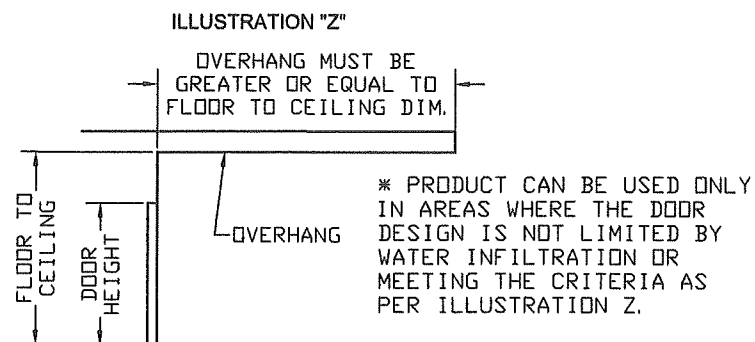 ILLUSTRATION "Z"
OVERHANG MUST BE
GREATER OR EQUAL TO
FLOOR TO CEILING DIM.
FLOOR TO
CEILING
DOOR
HEIGHT
OVERHANG
* PRODUCT CAN BE USED ONLY
IN AREAS WHERE THE DOOR
DESIGN IS NOT LIMITED BY
WATER INFILTRATION OR
MEETING THE CRITERIA AS
PER ILLUSTRATION Z.